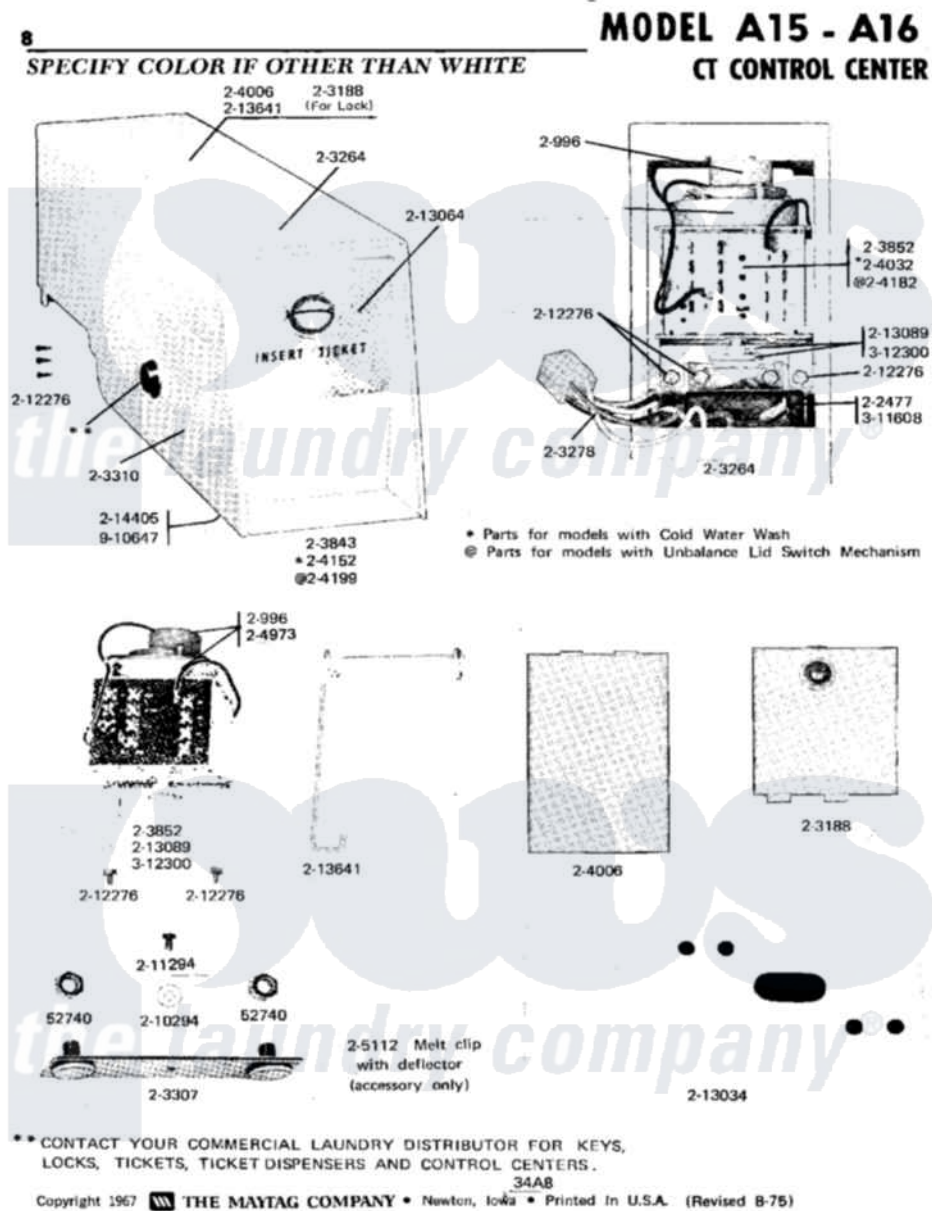 8
MODEL A15 - A16
SPECIFY COLOR IF OTHER THAN WHITE
CT CONTROL CENTER
2-4006
2-13641
2-3188
(For Lock)
2-3264
2-13064
INSERT TICKET
2-12276
* *
2-3310
2-14405
9-10647
2-3843
*2-4152
@2-4199
2-996
2-3852
*2-4032
@2-4182
2-12276
2-13089
3-12300
2-12276
2-2477
3-11608
2-3278
2-3264
* Parts for models with Cold Water Wash
@ Parts for models with Unbalance Lid Switch Mechanism
the laundry company®
2-996
2-4973
2-3852
2-13089
3-12300
2-12276
2-12276
2-13641
2-4006
2-3188
2-11294
52740
2-10294
52740
2-3307
2-5112 Melt clip
with deflector
(accessory only)
2-13034
the laundry company®
** CONTACT YOUR COMMERCIAL LAUNDRY DISTRIBUTOR FOR KEYS,
LOCKS, TICKETS, TICKET DISPENSERS AND CONTROL CENTERS.
34A8
Copyright 1967 THE MAYTAG COMPANY • Newton, Iowa • Printed In U.S.A. (Revised 8-75)